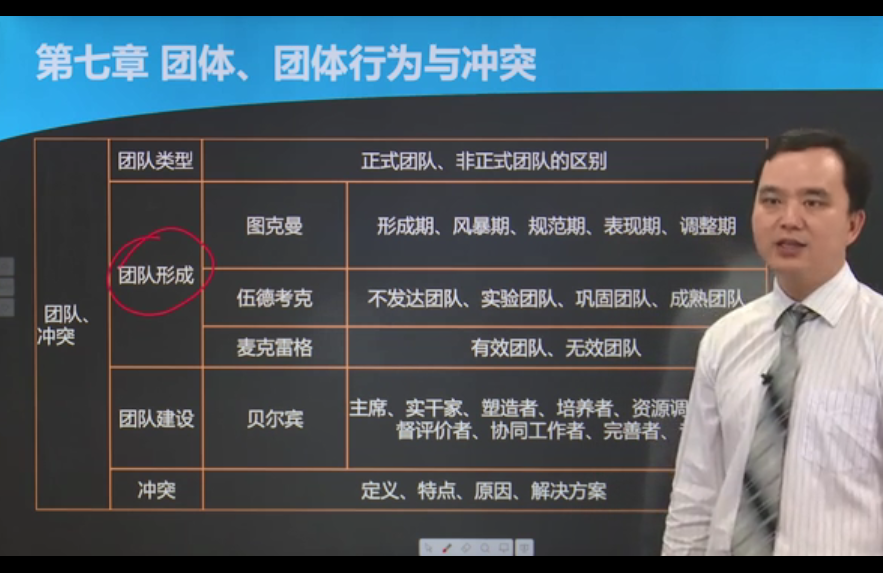 第七章 团体、团体行为与冲突
团队、
冲突
团队类型
正式团队、非正式团队的区别
团队形成
图克曼
形成期、风暴期、规范期、表现期、调整期
伍德考克
不发达团队、实验团队、巩固团队、成熟团队
麦克雷格
有效团队、无效团队
团队建设
贝尔宾
主席、实干家、塑造者、培养者、资源调
督评价者、协同工作者、完善者、
冲突
定义、特点、原因、解决方案